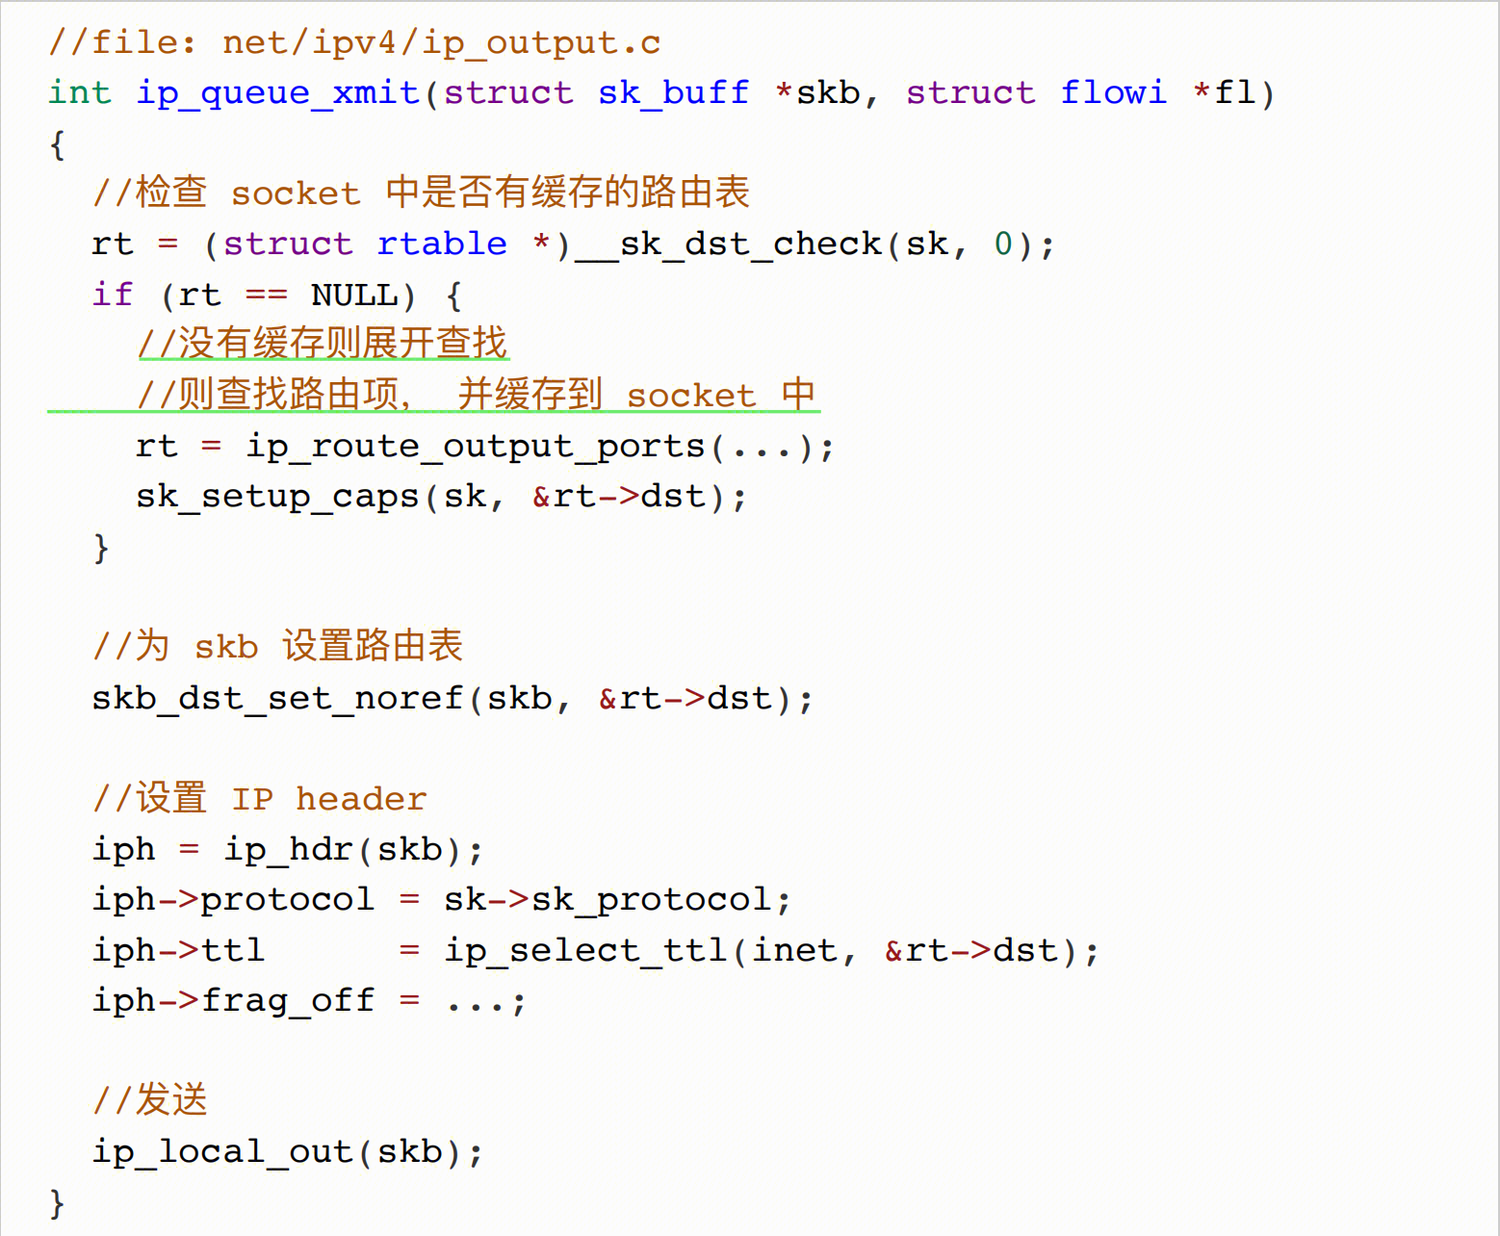 //file: net/ipv4/ip_output.c
int ip_queue_xmit(struct sk_buff *skb, struct flowi *fl)
{
  //检查 socket 中是否有缓存的路由表
  rt = (struct rtable *)__sk_dst_check(sk, 0);
  if (rt == NULL) {
    //没有缓存则展开查找
    //则查找路由项， 并缓存到 socket 中
    rt = ip_route_output_ports(...);
    sk_setup_caps(sk, &rt->dst);
  }

  //为 skb 设置路由表
  skb_dst_set_noref(skb, &rt->dst);

  //设置 IP header
  iph = ip_hdr(skb);
  iph->protocol = sk->sk_protocol;
  iph->ttl      = ip_select_ttl(inet, &rt->dst);
  iph->frag_off = ...;

  //发送
  ip_local_out(skb);
}